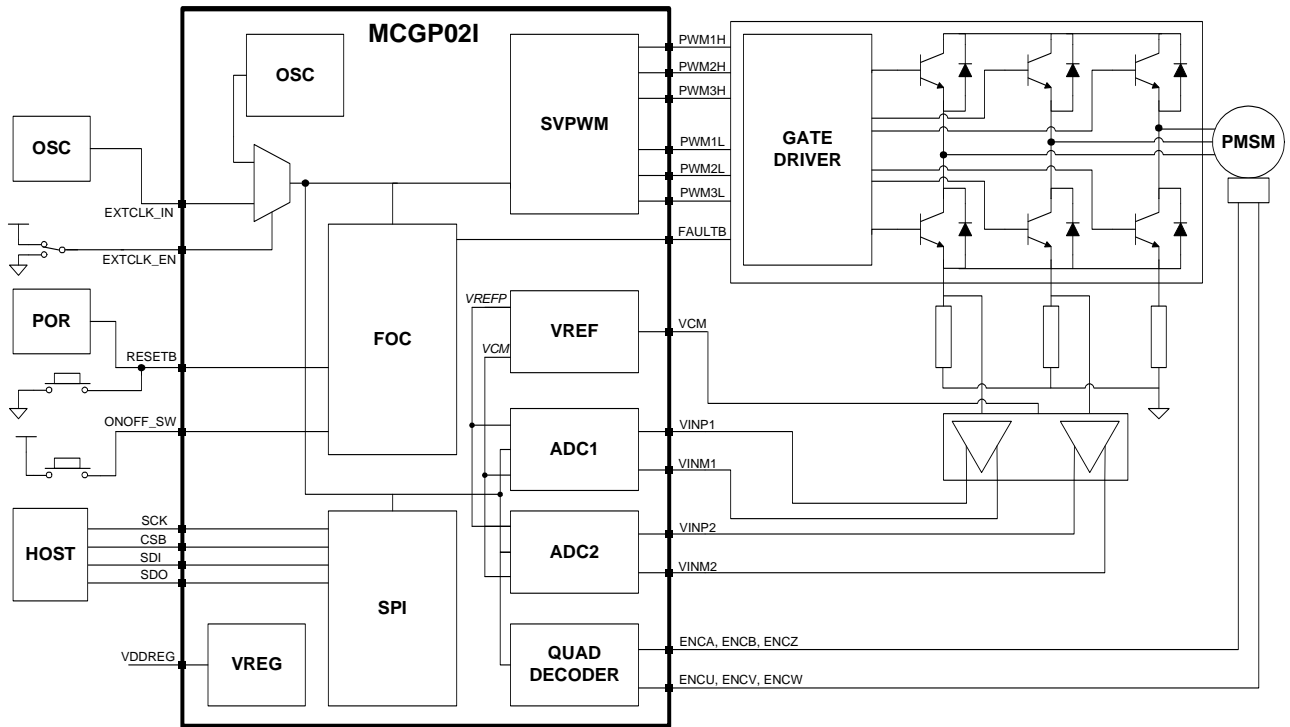 MCGP02I
OSC
OSC
EXTCLK_IN
EXTCLK_EN
POR
RESETB
ONOFF_SW
HOST
SCK
CSB
SDI
SDO
VDDREG
VREG
FOC
SPI
SVPWM
VREFP
VCM
VREF
ADC1
ADC2
QUAD
DECODER
PWM1H
PWM2H
PWM3H
PWM1L
PWM2L
PWM3L
FAULTB
VCM
VINP1
VINM1
VINP2
VINM2
ENCA, ENCB, ENCZ
ENCU, ENCV, ENCW
GATE
DRIVER
PMSM